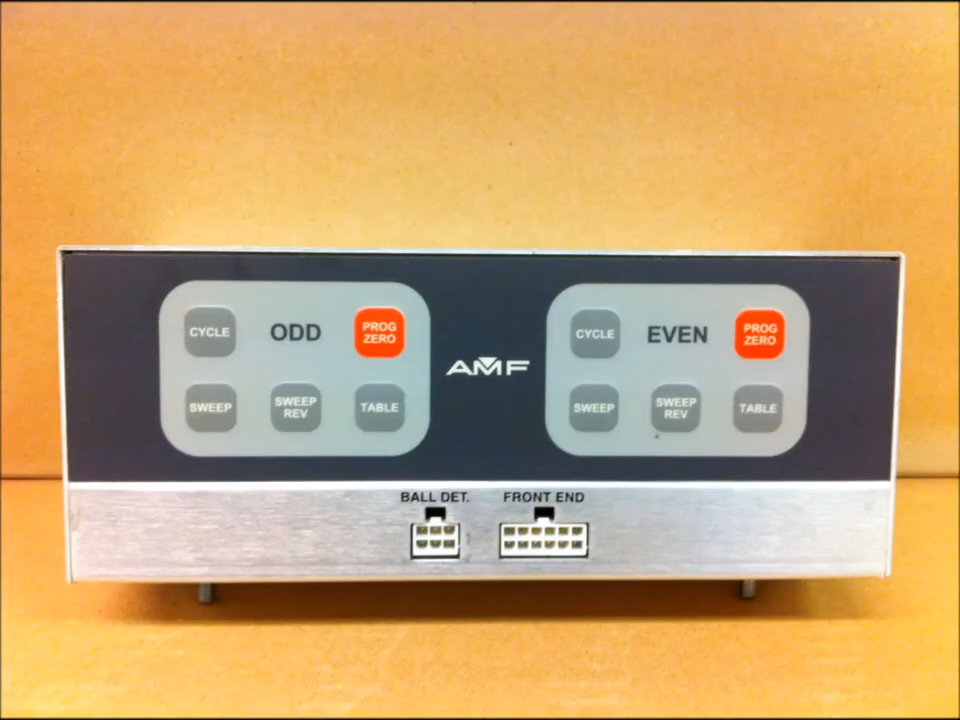 CYCLE ODD PROG ZERO
SWEEP SWEEP REV TABLE
AMF
CYCLE EVEN PROG ZERO
SWEEP SWEEP REV TABLE
BALL DET. FRONT END